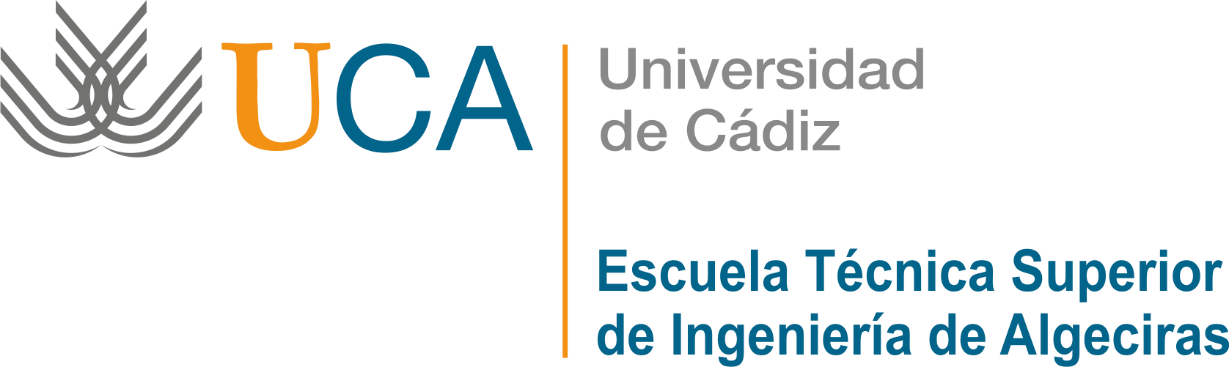 UCA
Universidad
de Cádiz
Escuela Técnica Superior
de Ingeniería de Algeciras